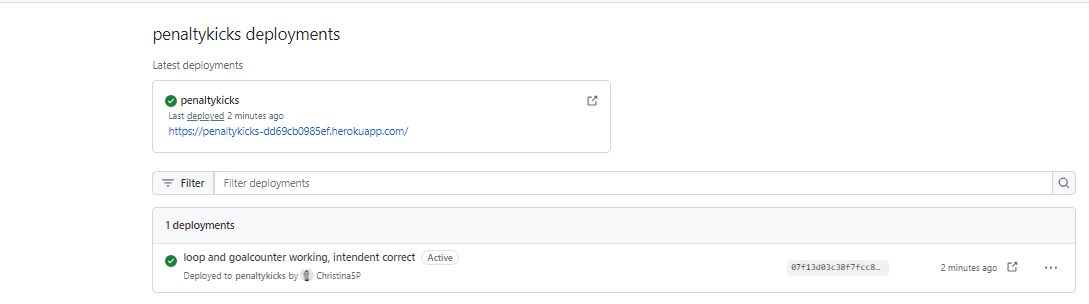 penaltykicks deployments
Latest deployments
penaltykicks
Last deployed 2 minutes ago
https://penaltykicks-dd69cb0985ef.herokuapp.com/
Filter
Filter deployments
1 deployments
loop and goalcounter working, intendent correct Active
Deployed to penaltykicks by Christina5P
07f13d03c38f7fcc8…
2 minutes ago